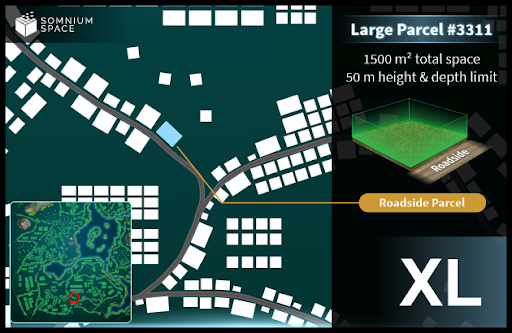 SOMNIUM
SPACE
Large Parcel #3311
1500 m² total space
50 m height & depth limit
Roadside
Roadside Parcel
XL